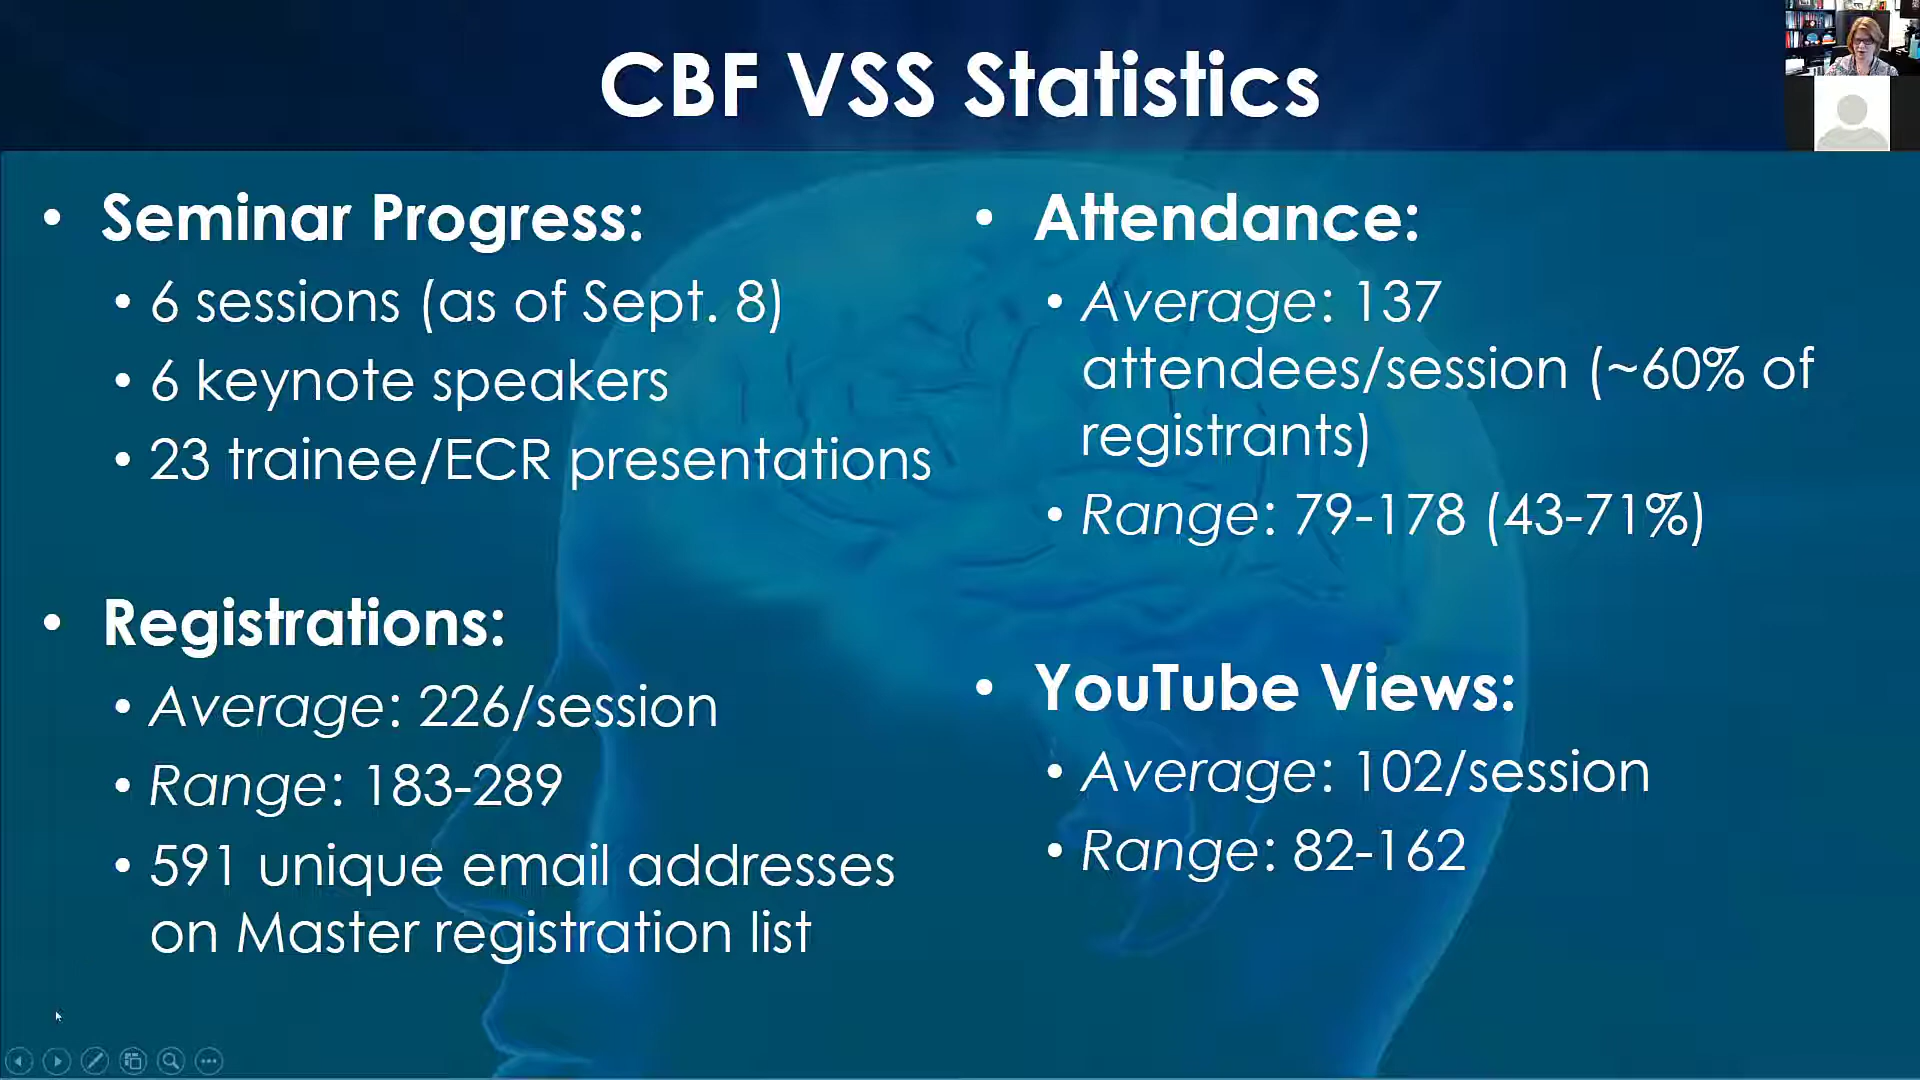 CBF VSS Statistics
• Seminar Progress:
• 6 sessions (as of Sept. 8)
• 6 keynote speakers
• 23 trainee/ECR presentations
• Registrations:
• Average: 226/session
• Range: 183-289
• 591 unique email addresses
on Master registration list
• Attendance:
• Average: 137
attendees/session (~60% of
registrants)
• Range: 79-178 (43-71%)
• YouTube Views:
• Average: 102/session
• Range: 82-162